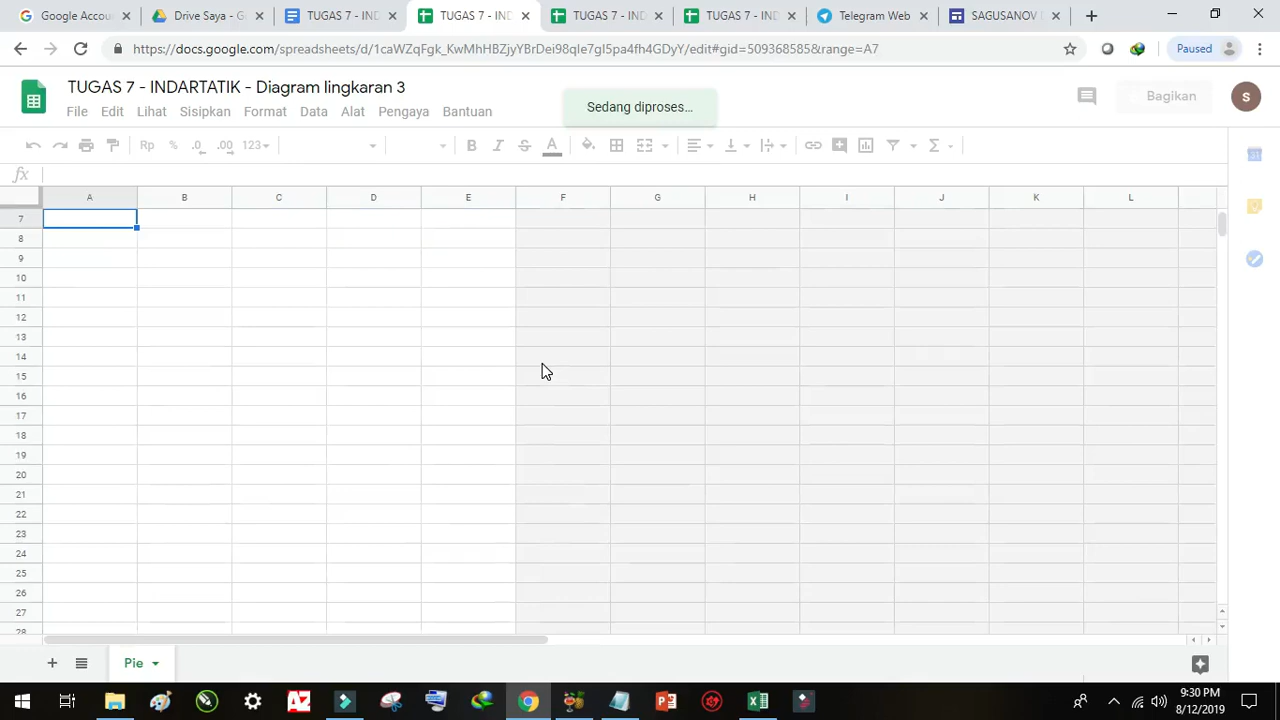 Google Accou
Drive Saya - G
TUGAS 7 - IND
TUGAS 7 - IND
TUGAS 7 - IND
TUGAS 7 - IND
Telegram Web
SAGUSANOV
https://docs.google.com/spreadsheets/d/1caWZqFgk_KwMhHBZjyYBrDei98qIe7gI5pa4fh4GDyY/edit#gid=509368585&range=A7
Paused
TUGAS 7 - INDARTATIK - Diagram lingkaran 3
Sedang diproses...
Bagikan
S
File Edit Lihat Sisipkan Format Data Alat Pengaya Bantuan
Rp % .0 .00 123 B I S A Σ
fx
A B C D E F G H I J K L
7
8
9
10
11
12
13
14
15
16
17
18
19
20
21
22
23
24
25
26
27
28
Pie
9:30 PM
8/12/2019